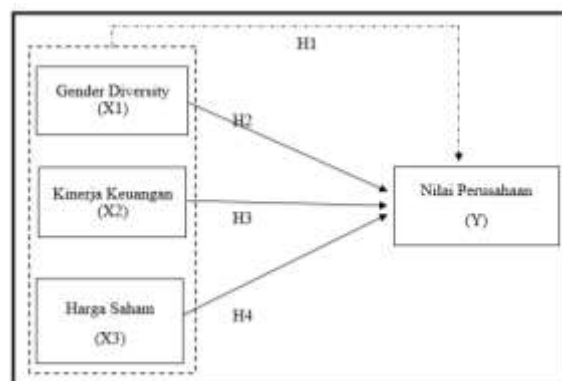 H1
Gender Diversity
(X1)
H2
Kinerja Keuangan
(X2)
H3
Nilai Perusahaan
(Y)
Harga Saham
(X3)
H4